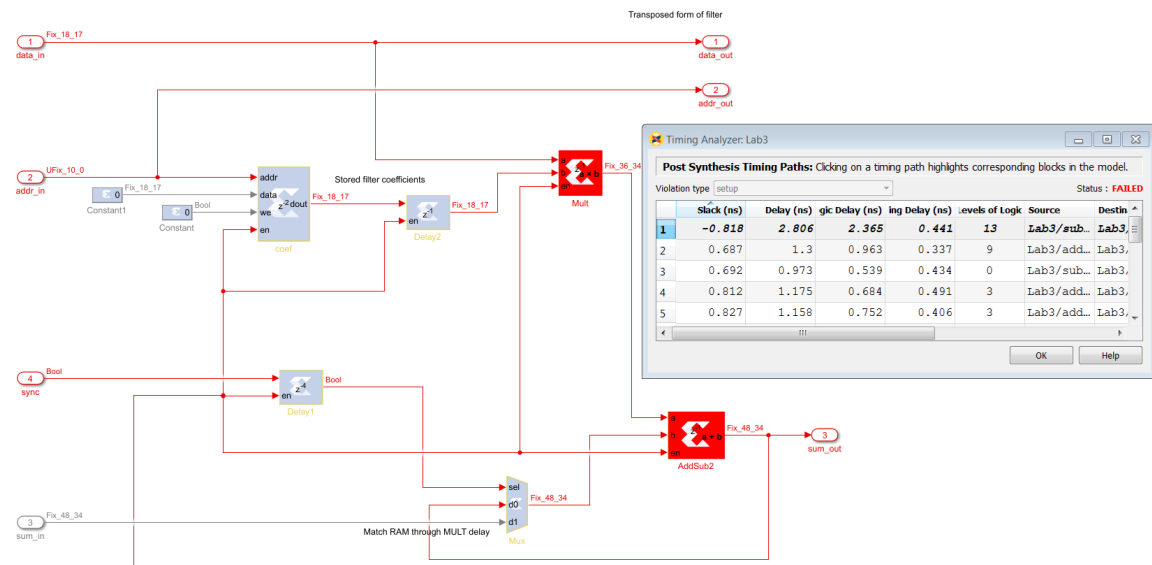 Transposed form of filter
1
data_in
Fix_18_17
1
data_out
2
addr_out
2
addr_in
UFix_10_0
0
Constant1
Fix_18_17
0
Constant
Bool
addr
data
we
en
z-2 dout
coef
Stored filter coefficients
Fix_18_17
en
z-1
Delay2
Fix_18_17
a
b
en
a × b
Mult
Fix_36_34
4
sync
Bool
en
z-4
Delay1
Bool
3
sum_in
Fix_48_34
Match RAM through MULT delay
sel
d0
d1
Mux
Fix_48_34
a
b
en
a + b
AddSub2
Fix_48_34
3
sum_out
Timing Analyzer: Lab3
Post Synthesis Timing Paths: Clicking on a timing path highlights corresponding blocks in the model.
Violation type setup Status : FAILED
Slack (ns) Delay (ns) gic Delay (ns) ing Delay (ns) Levels of Logic Source Destin
1 -0.818 2.806 2.365 0.441 13 Lab3/sub... Lab3/
2 0.687 1.3 0.963 0.337 9 Lab3/add... Lab3/
3 0.692 0.973 0.539 0.434 0 Lab3/sub... Lab3/
4 0.812 1.175 0.684 0.491 3 Lab3/add... Lab3/
5 0.827 1.158 0.752 0.406 3 Lab3/add... Lab3/
OK Help